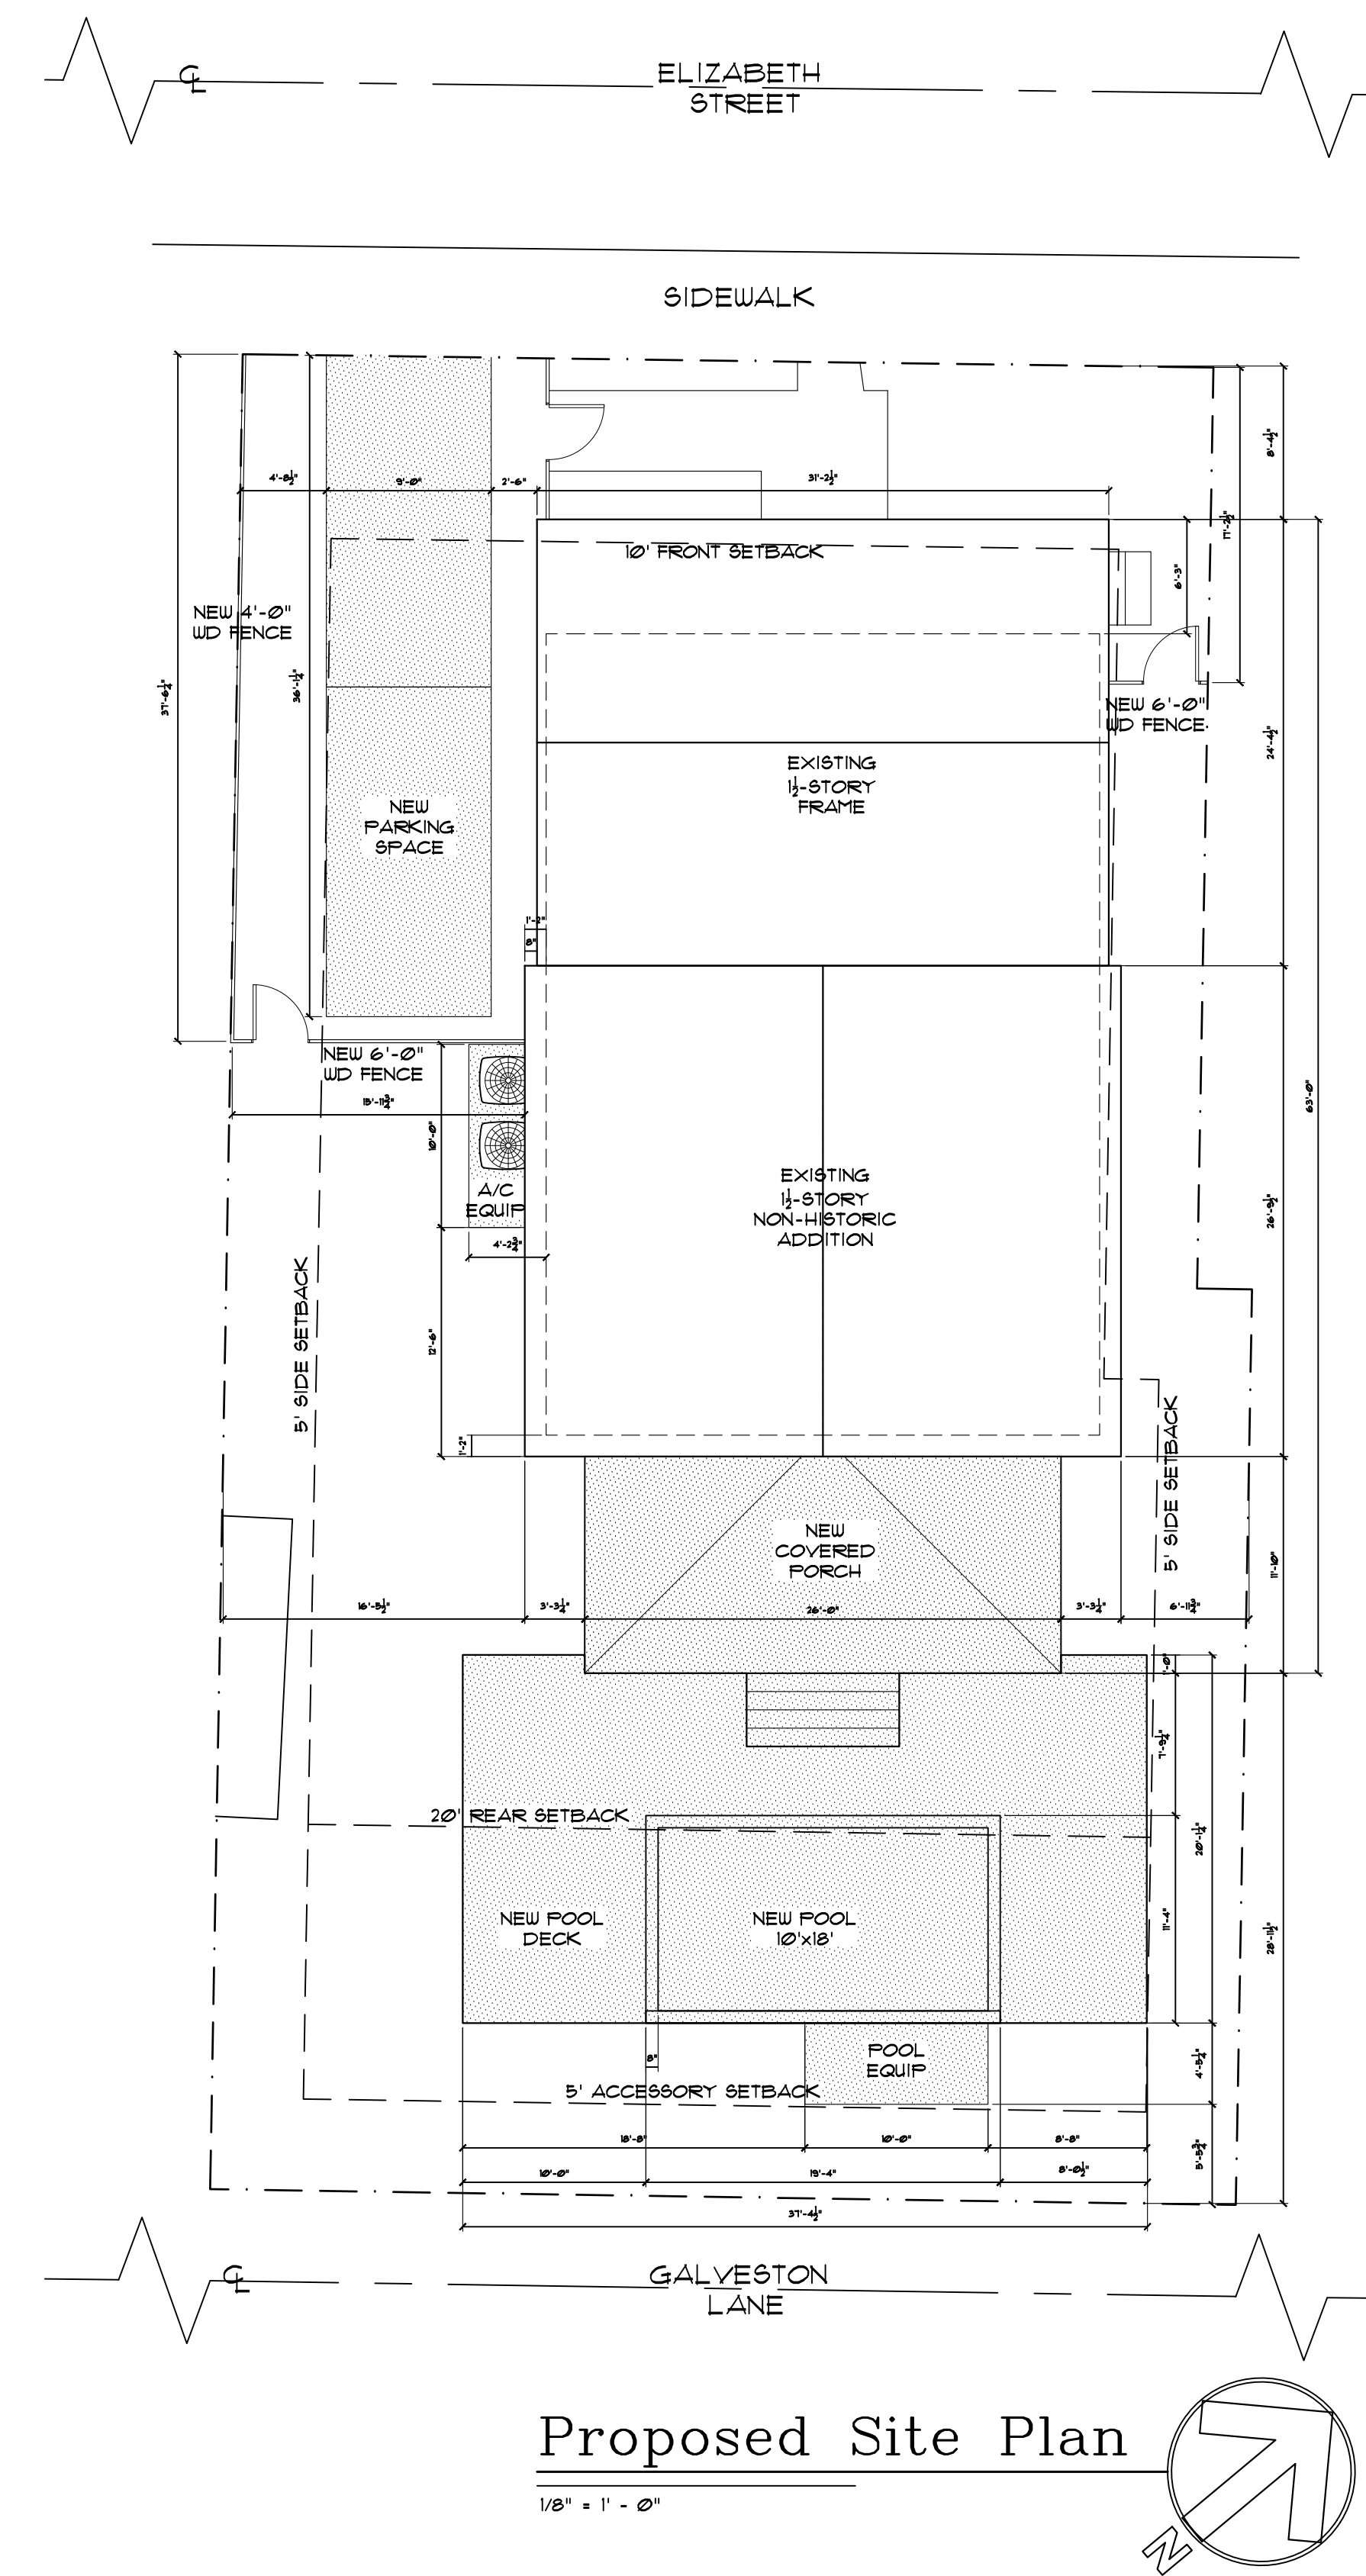 ℄
ELIZABETH
STREET
SIDEWALK
8'-4½"
4'-8½"
9'-0"
2'-6"
31'-2½"
11'-2½"
10' FRONT SETBACK
6'-3"
NEW 4'-0"
WD FENCE
37'-6¼"
36'-1¼"
NEW 6'-0"
WD FENCE
24'-4½"
EXISTING
1½-STORY
FRAME
NEW
PARKING
SPACE
1'-2"
8"
NEW 6'-0"
WD FENCE
15'-11¾"
10'-0"
63'-0"
A/C
EQUIP
4'-2¾"
EXISTING
1½-STORY
NON-HISTORIC
ADDITION
26'-9½"
5' SIDE SETBACK
12'-6"
1'-2"
5' SIDE SETBACK
NEW
COVERED
PORCH
11'-10"
16'-5½"
3'-3¼"
26'-0"
3'-3¼"
6'-11¾"
1'-0"
7'-9½"
20' REAR SETBACK
20'-1¼"
NEW POOL
DECK
NEW POOL
10'x18'
11'-4"
28'-11½"
POOL
EQUIP
8"
4'-5¼"
5' ACCESSORY SETBACK
18'-8"
10'-0"
8'-8"
5'-5¾"
10'-0"
19'-4"
8'-0½"
37'-4½"
℄
GALVESTON
LANE
Proposed Site Plan
1/8" = 1' - 0"
N